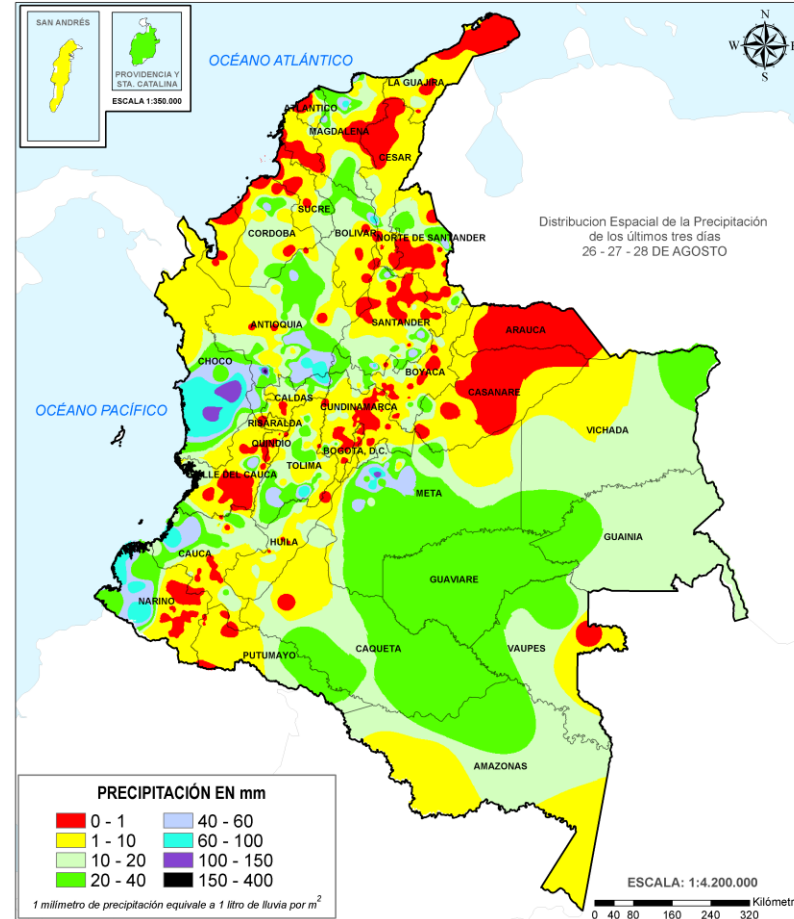 SAN ANDRÉS
PROVIDENCIA Y
STA. CATALINA
ESCALA 1:350.000
OCÉANO ATLÁNTICO
N
W
E
S
LA GUAJIRA
ATLANTICO
MAGDALENA
CESAR
Distribucion Espacial de la Precipitación
de los últimos tres días
26 - 27 - 28 DE AGOSTO
SUCRE
CORDOBA
BOLIVAR
NORTE DE SANTANDER
ANTIOQUIA
SANTANDER
ARAUCA
CHOCO
BOYACA
CASANARE
OCÉANO PACÍFICO
CALDAS
CUNDINAMARCA
RISARALDA
VICHADA
QUINDIO
BOGOTA, D.C.
TOLIMA
VALLE DEL CAUCA
META
GUAINIA
HUILA
CAUCA
GUAVIARE
NARIÑO
PUTUMAYO
CAQUETA
VAUPES
AMAZONAS
PRECIPITACIÓN EN mm
0 - 1
40 - 60
1 - 10
60 - 100
10 - 20
100 - 150
20 - 40
150 - 400
1 milímetro de precipitación equivale a 1 litro de lluvia por m²
ESCALA: 1:4.200.000
Kilómetr
0 40 80 160 240 320